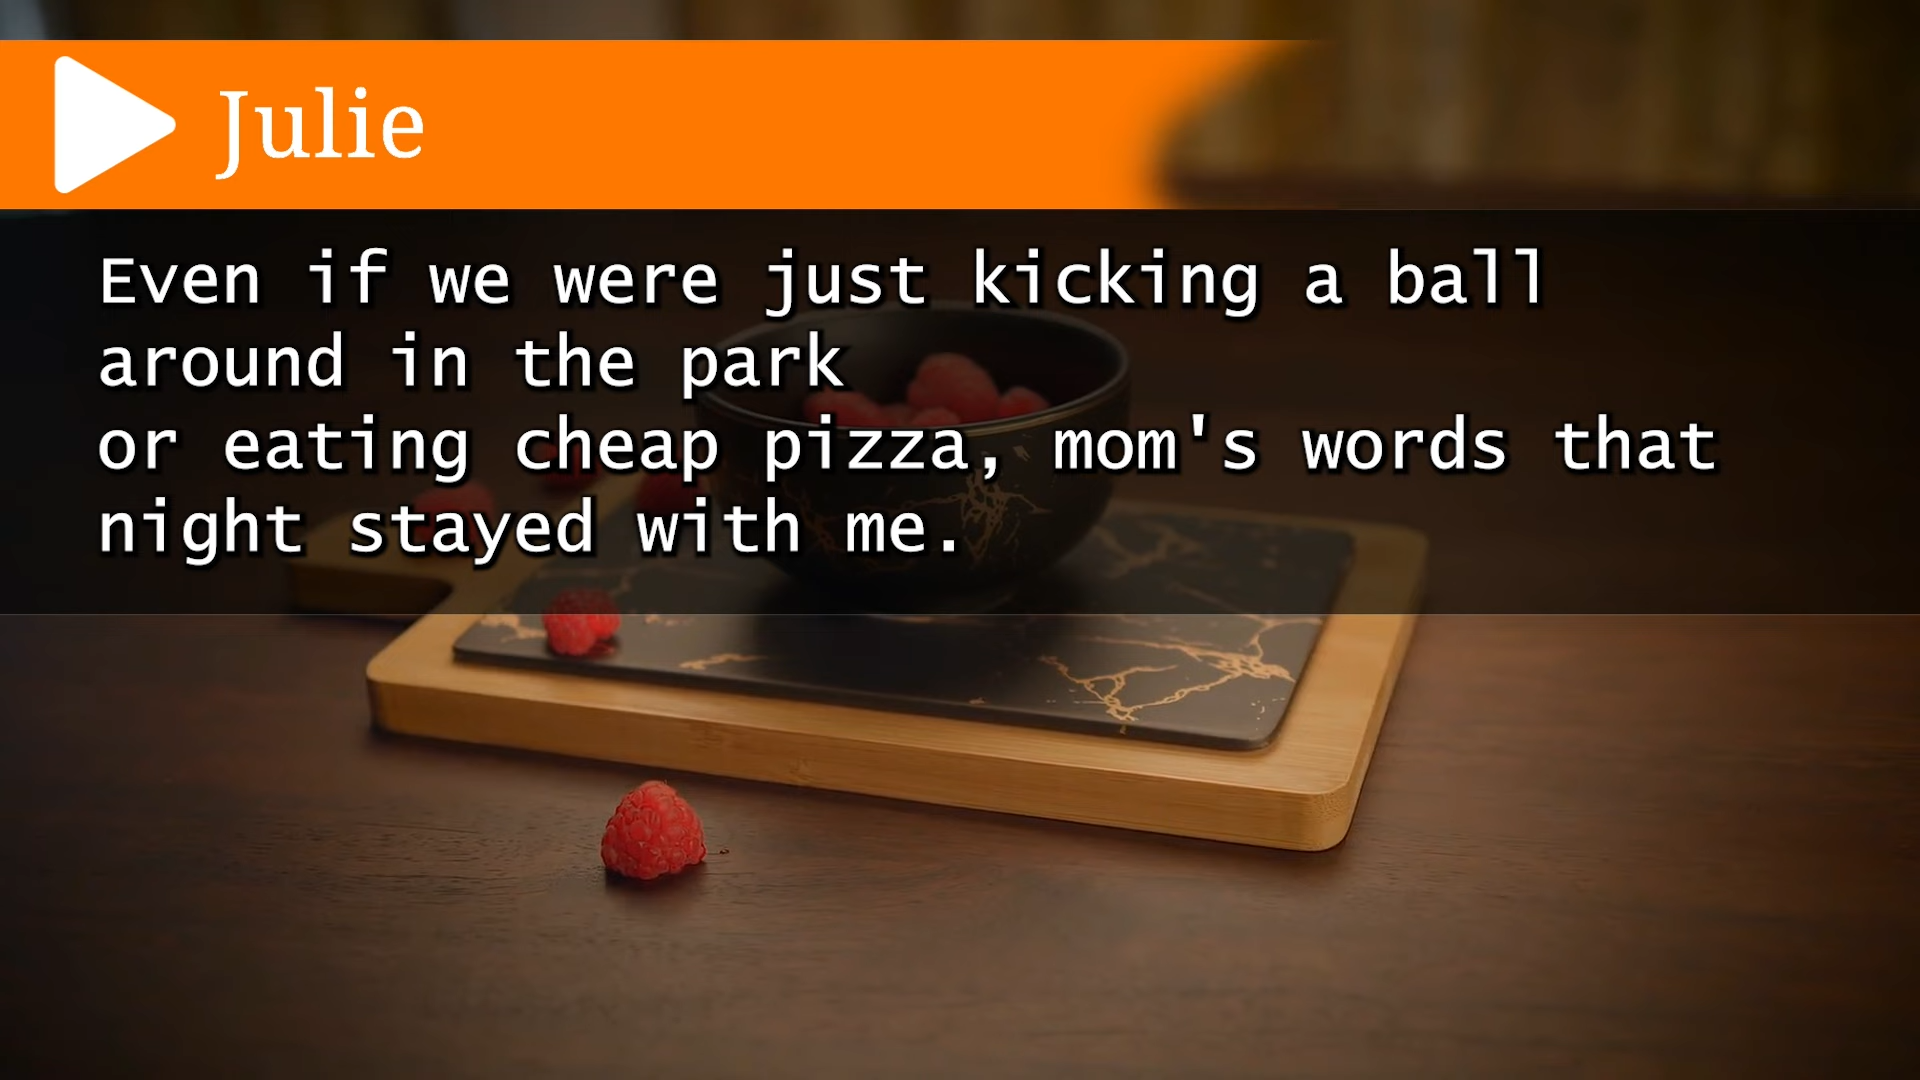 Julie
Even if we were just kicking a ball
around in the park
or eating cheap pizza, mom's words that
night stayed with me.